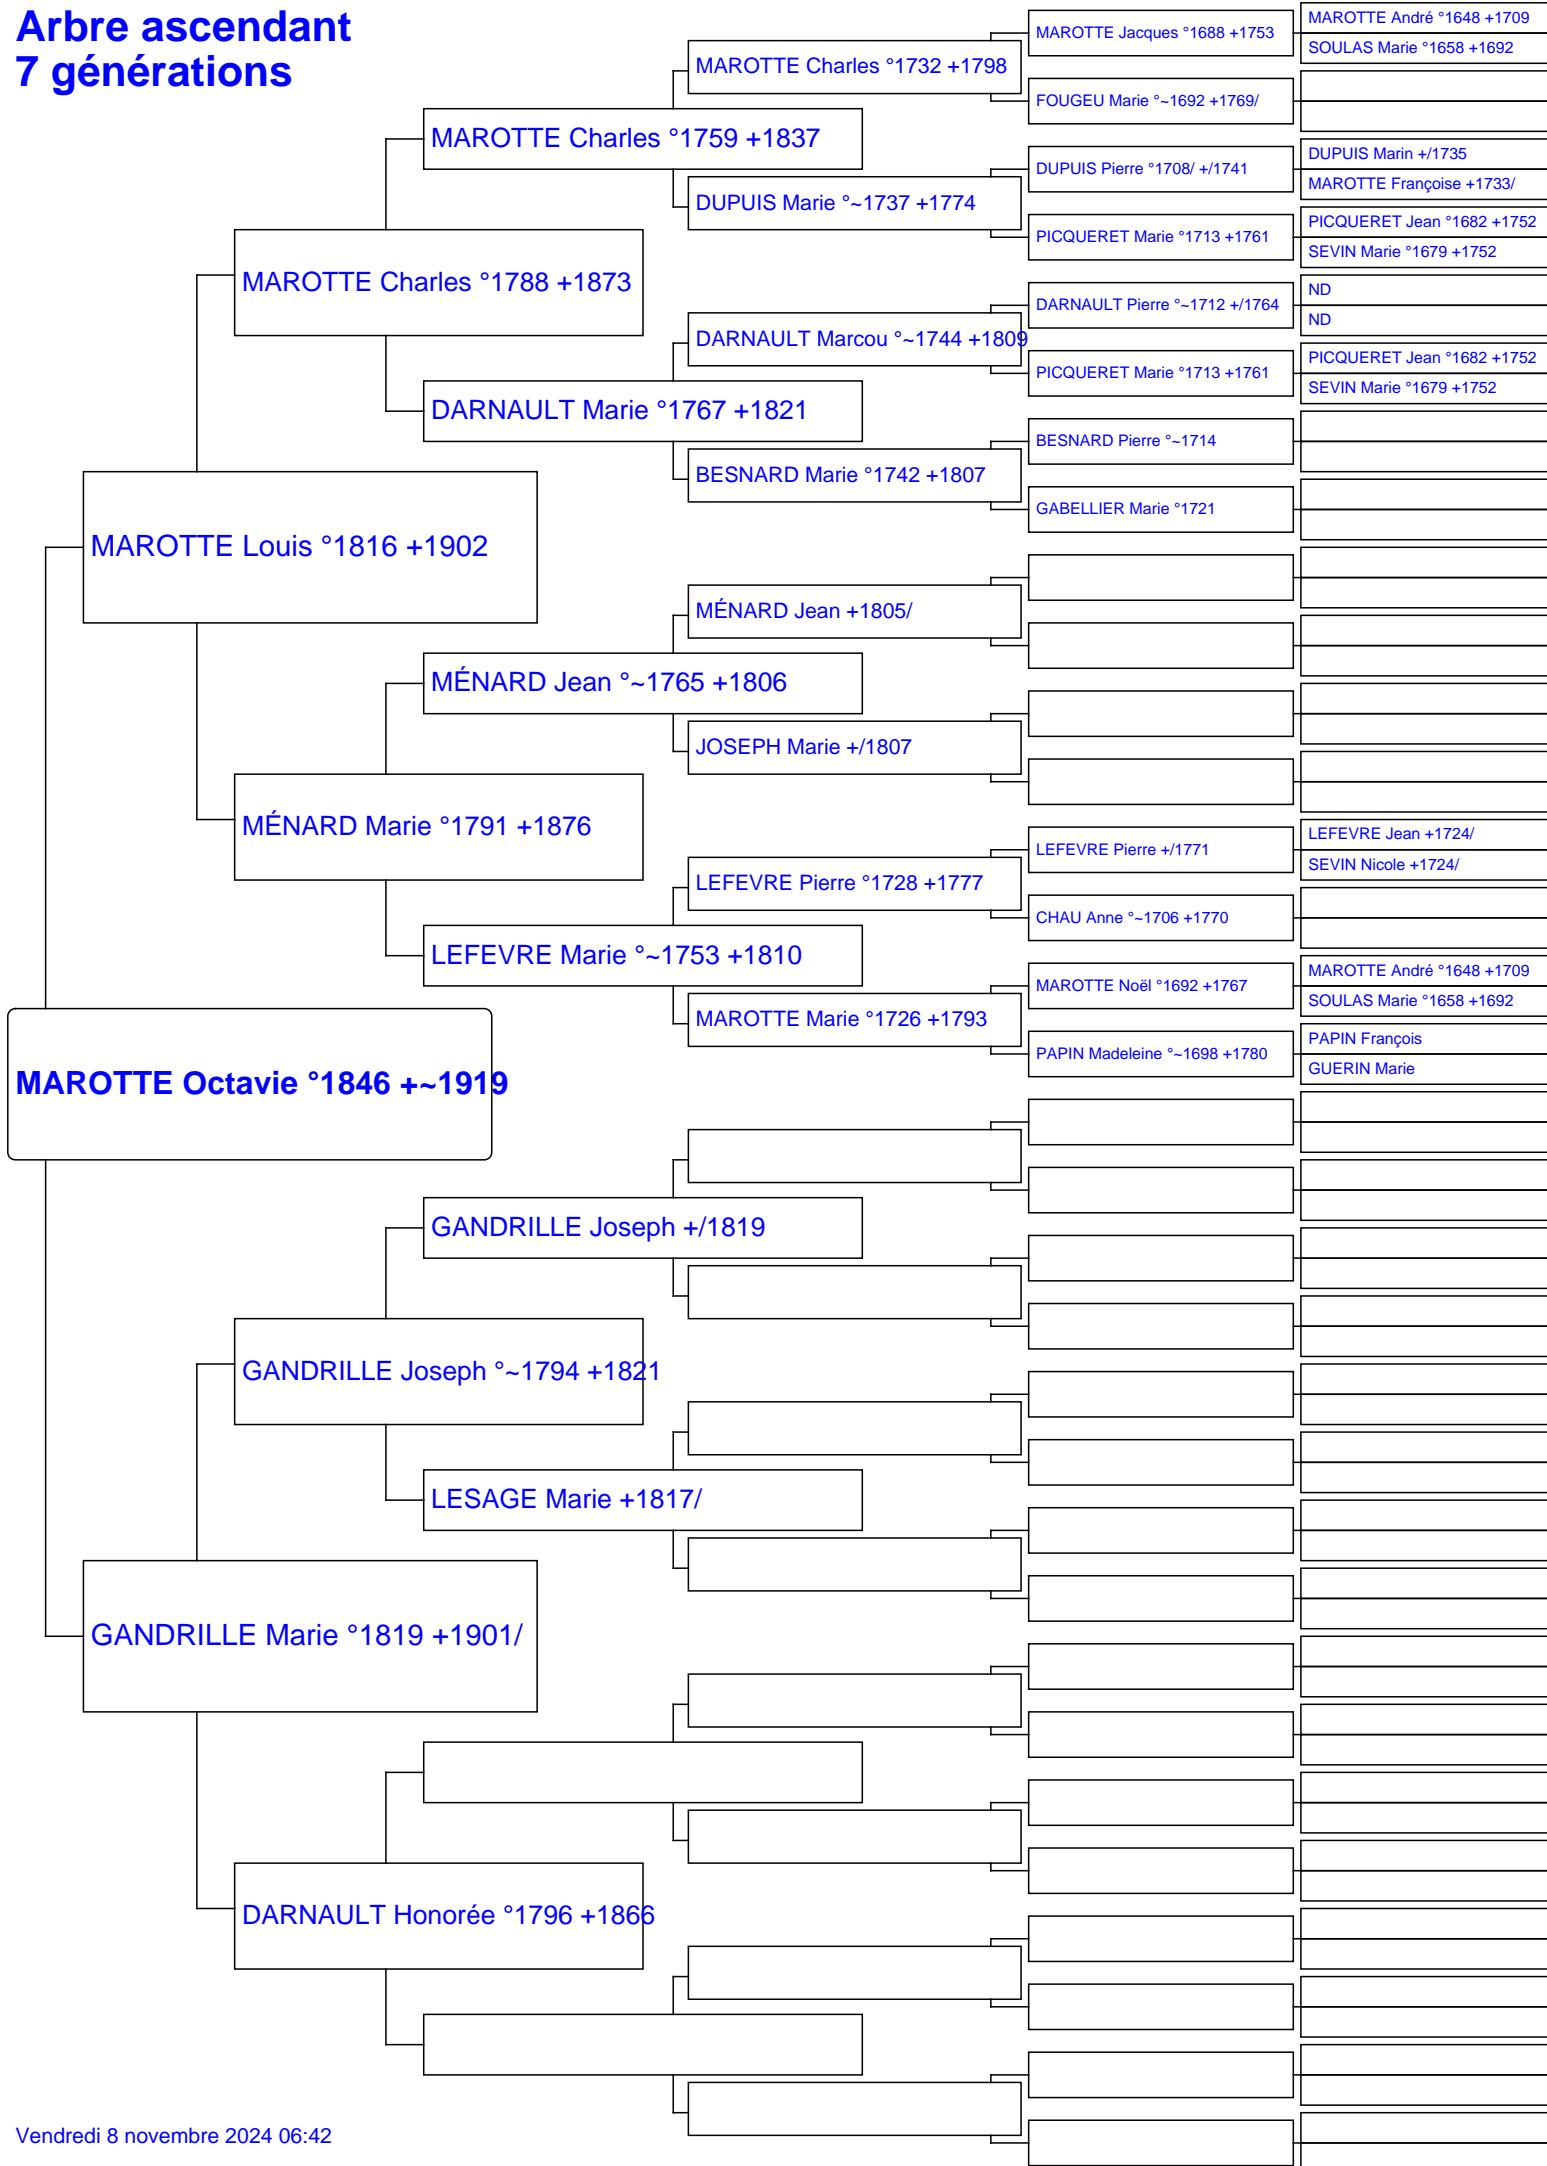 Arbre ascendant
7 générations
MAROTTE Octavie °1846 +~1919
MAROTTE Louis °1816 +1902
GANDRILLE Marie °1819 +1901/
MAROTTE Charles °1788 +1873
MÉNARD Marie °1791 +1876
GANDRILLE Joseph °~1794 +1821
DARNAULT Honorée °1796 +1866
MAROTTE Charles °1759 +1837
DARNAULT Marie °1767 +1821
MÉNARD Jean °~1765 +1806
LEFEVRE Marie °~1753 +1810
GANDRILLE Joseph +/1819
LESAGE Marie +1817/
MAROTTE Charles °1732 +1798
DUPUIS Marie °~1737 +1774
DARNAULT Marcou °~1744 +1809
BESNARD Marie °1742 +1807
MÉNARD Jean +1805/
JOSEPH Marie +/1807
LEFEVRE Pierre °1728 +1777
MAROTTE Marie °1726 +1793
MAROTTE Jacques °1688 +1753
FOUGEU Marie °~1692 +1769/
DUPUIS Pierre °1708/ +/1741
PICQUERET Marie °1713 +1761
DARNAULT Pierre °~1712 +/1764
PICQUERET Marie °1713 +1761
BESNARD Pierre °~1714
GABELLIER Marie °1721
LEFEVRE Pierre +/1771
CHAU Anne °~1706 +1770
MAROTTE Noël °1692 +1767
PAPIN Madeleine °~1698 +1780
MAROTTE André °1648 +1709
SOULAS Marie °1658 +1692
DUPUIS Marin +/1735
MAROTTE Françoise +1733/
PICQUERET Jean °1682 +1752
SEVIN Marie °1679 +1752
ND
ND
PICQUERET Jean °1682 +1752
SEVIN Marie °1679 +1752
LEFEVRE Jean +1724/
SEVIN Nicole +1724/
MAROTTE André °1648 +1709
SOULAS Marie °1658 +1692
PAPIN François
GUERIN Marie
Vendredi 8 novembre 2024 06:42